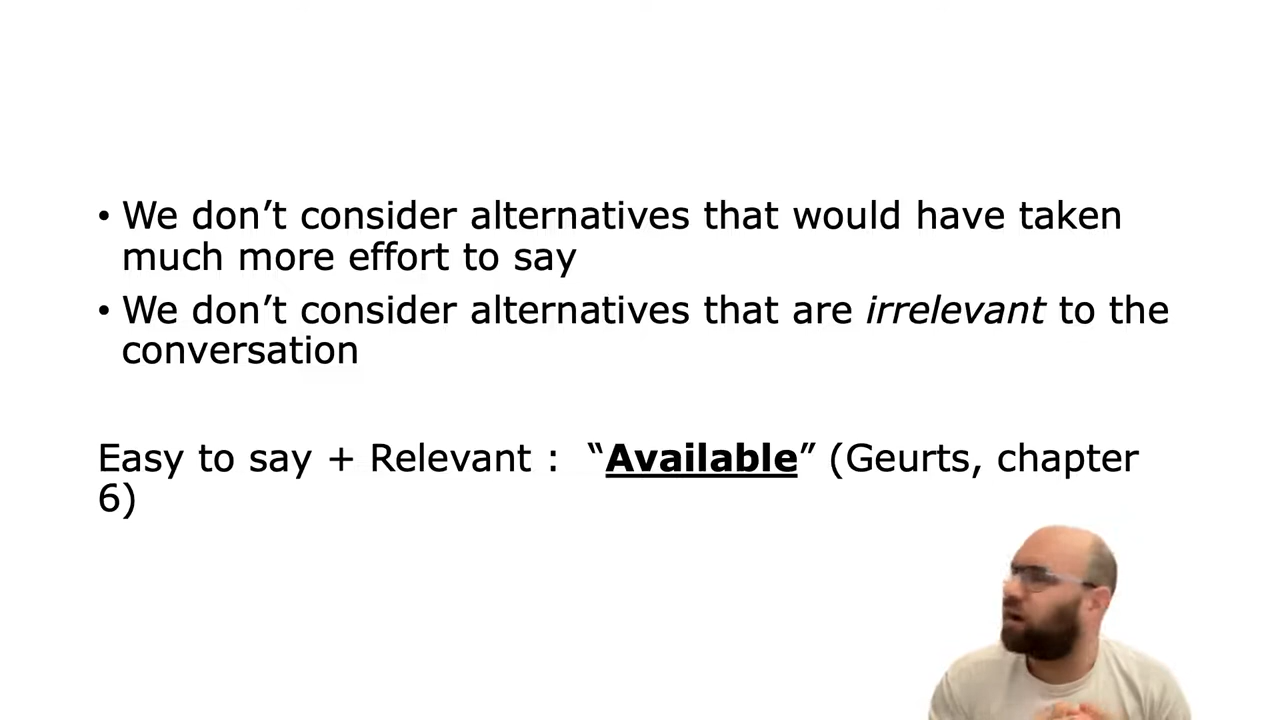 • We don’t consider alternatives that would have taken
much more effort to say
• We don’t consider alternatives that are irrelevant to the
conversation
Easy to say + Relevant : “Available” (Geurts, chapter
6)